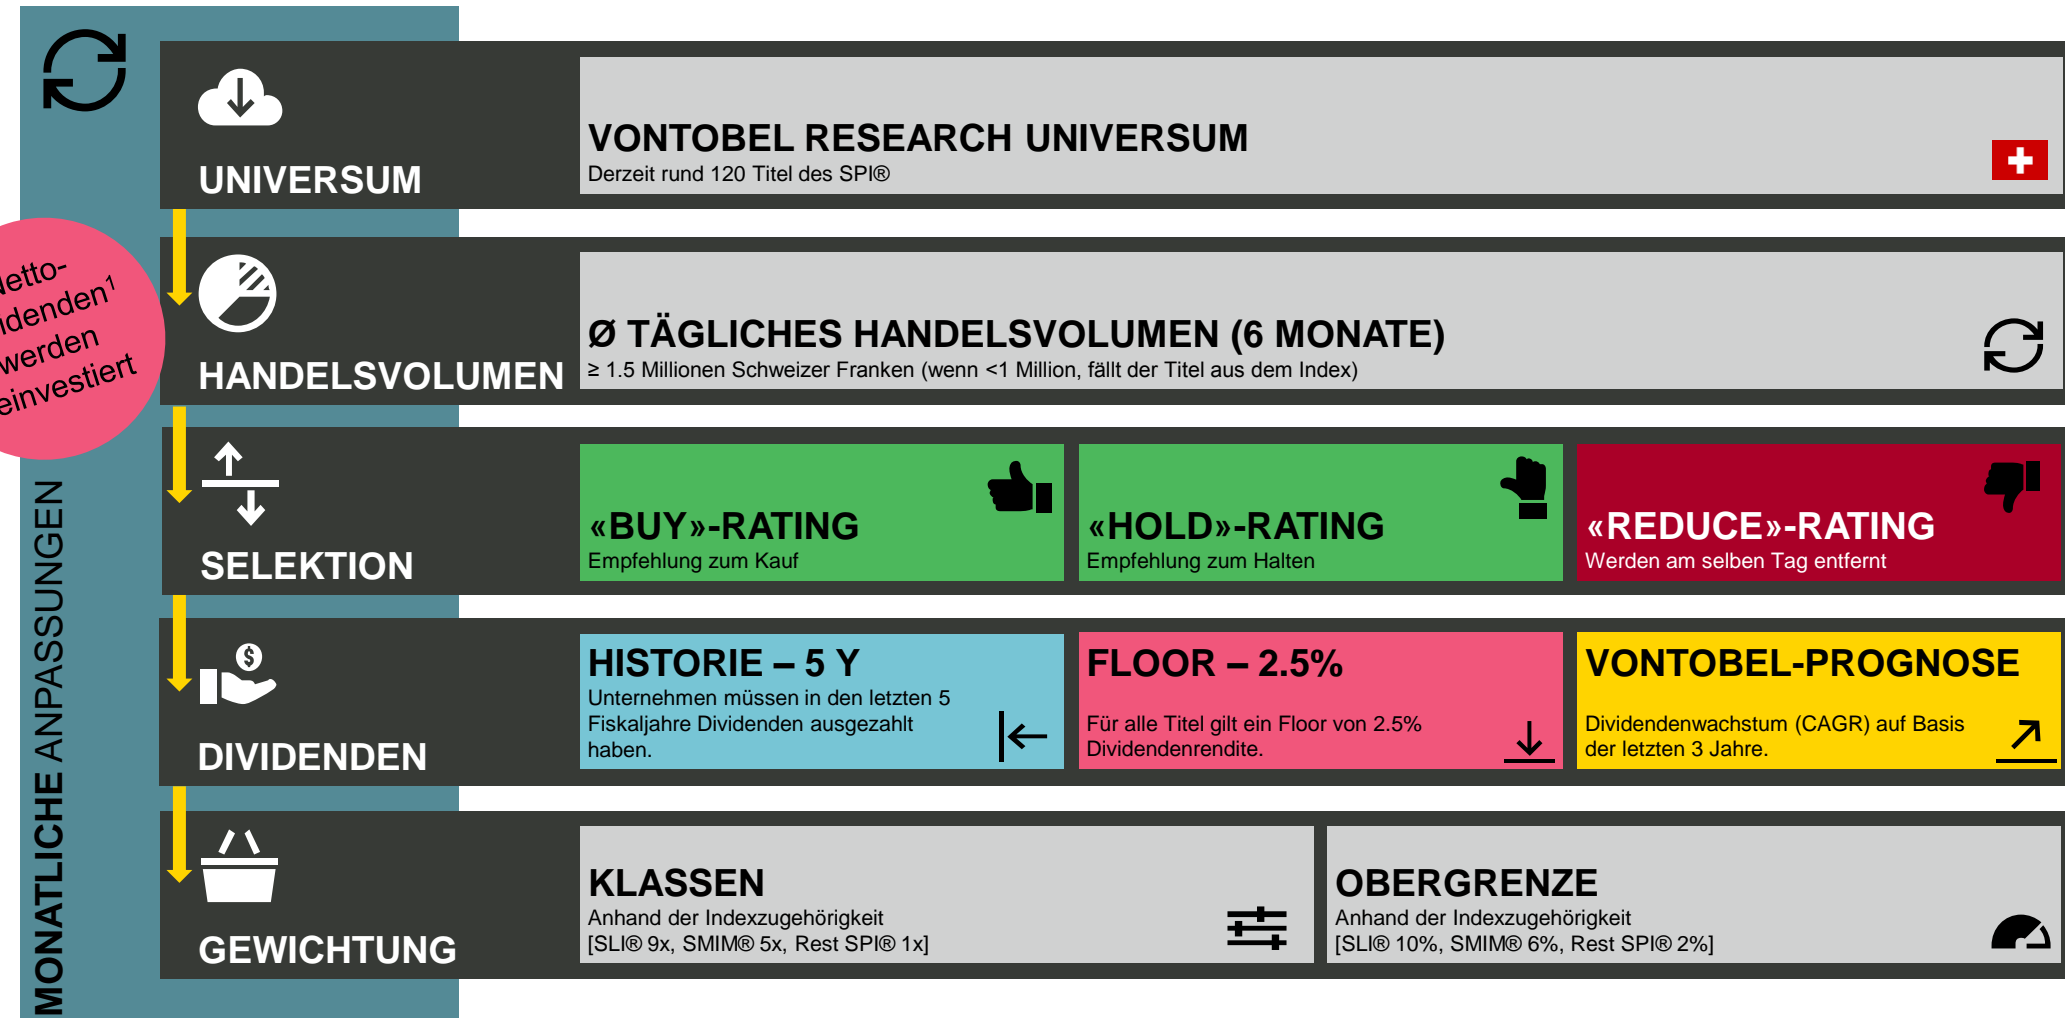 UNIVERSUM
VONTOBEL RESEARCH UNIVERSUM
Derzeit rund 120 Titel des SPI®
werden
HANDELSVOLUMEN
Ø TÄGLICHES HANDELSVOLUMEN (6 MONATE)
≥ 1.5 Millionen Schweizer Franken (wenn <1 Million, fällt der Titel aus dem Index)
SELEKTION
«BUY»-RATING
Empfehlung zum Kauf
«HOLD»-RATING
Empfehlung zum Halten
«REDUCE»-RATING
Werden am selben Tag entfernt
DIVIDENDEN
$
HISTORIE – 5 Y
Unternehmen müssen in den letzten 5
Fiskaljahre Dividenden ausgezahlt
haben.
FLOOR – 2.5%
Für alle Titel gilt ein Floor von 2.5%
Dividendenrendite.
VONTOBEL-PROGNOSE
Dividendenwachstum (CAGR) auf Basis
der letzten 3 Jahre.
GEWICHTUNG
KLASSEN
Anhand der Indexzugehörigkeit
[SLI® 9x, SMIM® 5x, Rest SPI® 1x]
OBERGRENZE
Anhand der Indexzugehörigkeit
[SLI® 10%, SMIM® 6%, Rest SPI® 2%]
MONATLICHE ANPASSUNGEN